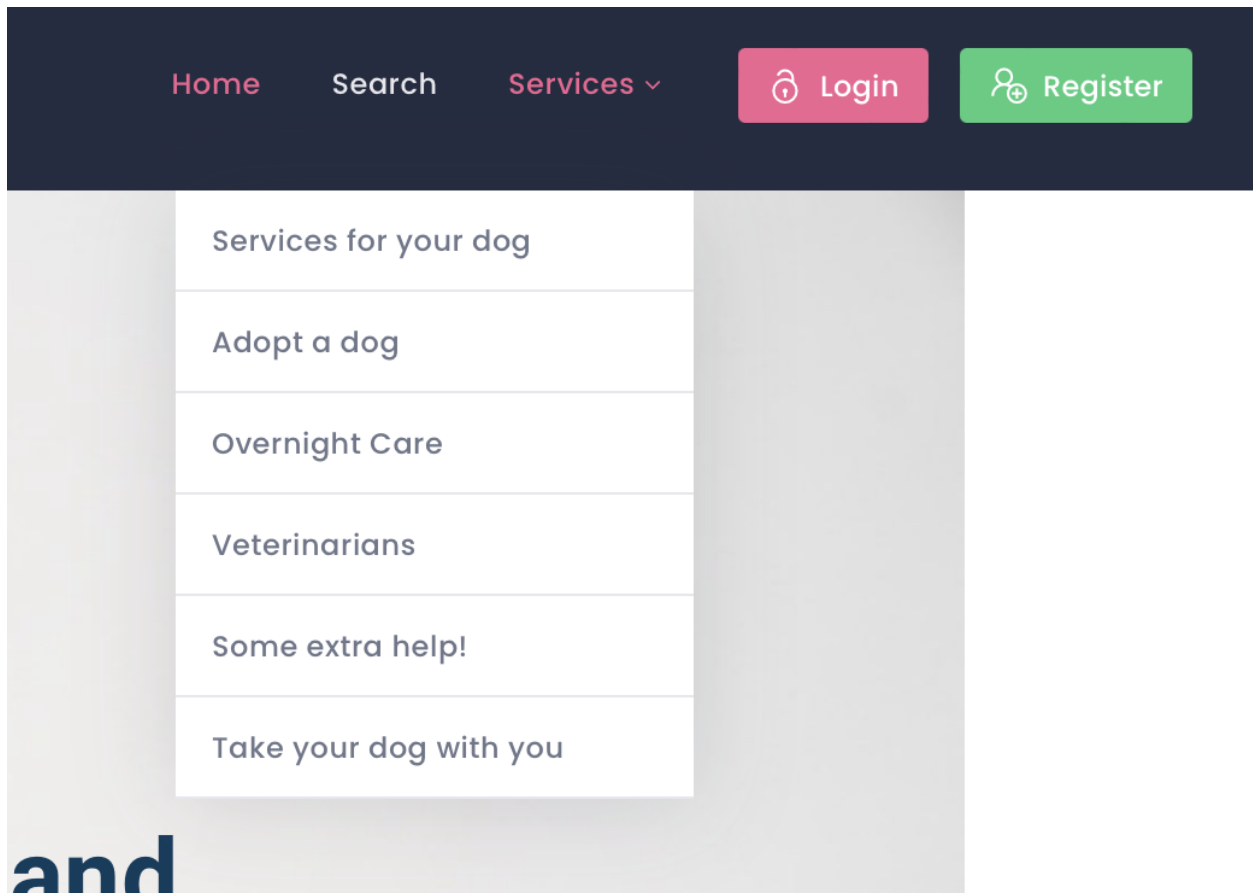 Home Search Services Login Register
Services for your dog
Adopt a dog
Overnight Care
Veterinarians
Some extra help!
Take your dog with you
and